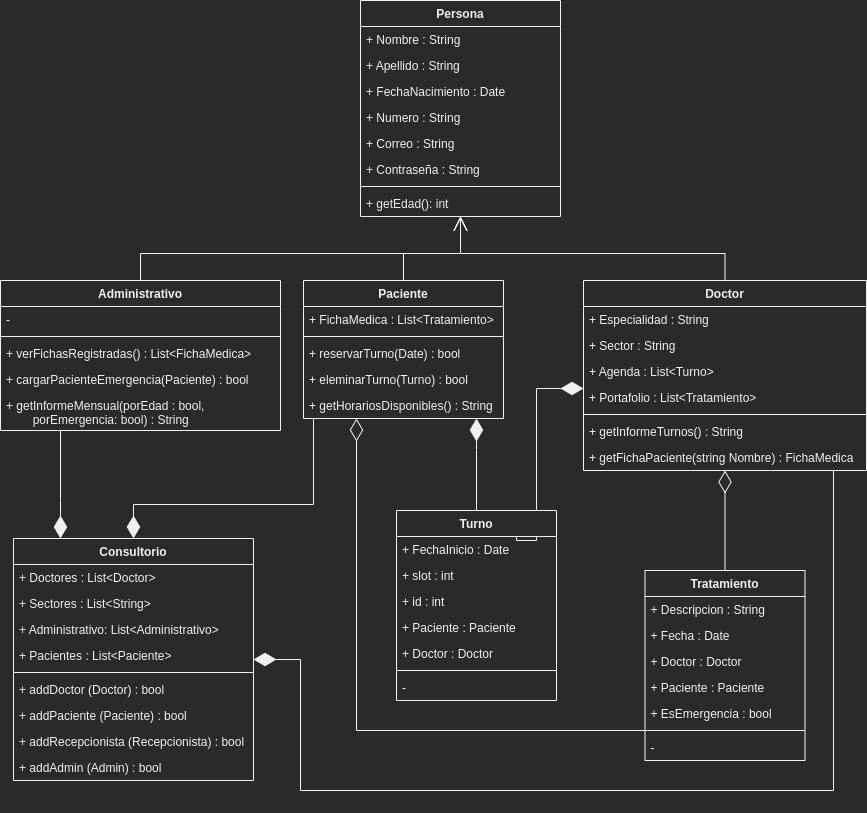 Persona
+ Nombre : String
+ Apellido : String
+ FechaNacimiento : Date
+ Numero : String
+ Correo : String
+ Contraseña : String
+ getEdad(): int
Administrativo
-
+ verFichasRegistradas() : List<FichaMedica>
+ cargarPacienteEmergencia(Paciente) : bool
+ getInformeMensual(porEdad : bool,
porEmergencia: bool) : String
Paciente
+ FichaMedica : List<Tratamiento>
+ reservarTurno(Date) : bool
+ eleminarTurno(Turno) : bool
+ getHorariosDisponibles() : String
Doctor
+ Especialidad : String
+ Sector : String
+ Agenda : List<Turno>
+ Portafolio : List<Tratamiento>
+ getInformeTurnos() : String
+ getFichaPaciente(string Nombre) : FichaMedica
Consultorio
+ Doctores : List<Doctor>
+ Sectores : List<String>
+ Administrativo: List<Administrativo>
+ Pacientes : List<Paciente>
+ addDoctor (Doctor) : bool
+ addPaciente (Paciente) : bool
+ addRecepcionista (Recepcionista) : bool
+ addAdmin (Admin) : bool
Turno
+ FechaInicio : Date
+ slot : int
+ id : int
+ Paciente : Paciente
+ Doctor : Doctor
-
Tratamiento
+ Descripcion : String
+ Fecha : Date
+ Doctor : Doctor
+ Paciente : Paciente
+ EsEmergencia : bool
-